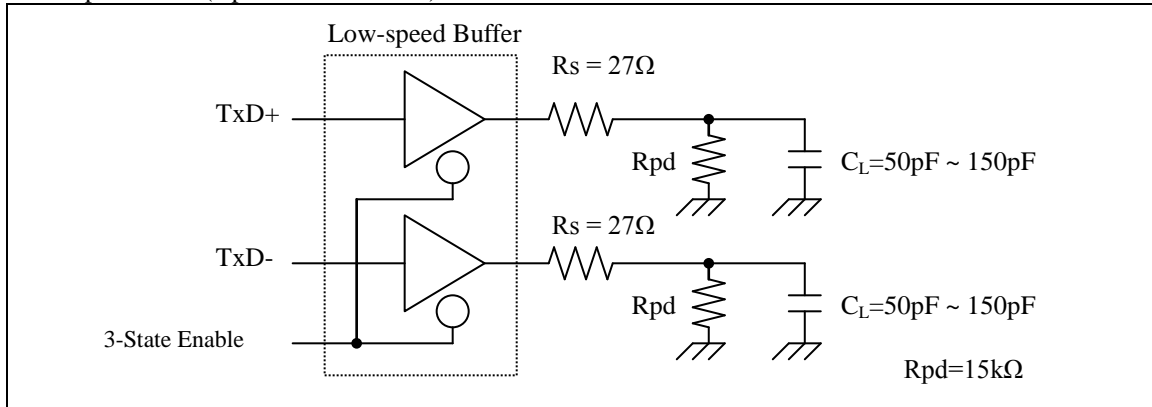 Low-speed Buffer
Rs = 27Ω
TxD+
Rpd
C_L=50pF ~ 150pF
Rs = 27Ω
TxD-
Rpd
C_L=50pF ~ 150pF
3-State Enable
Rpd=15kΩ